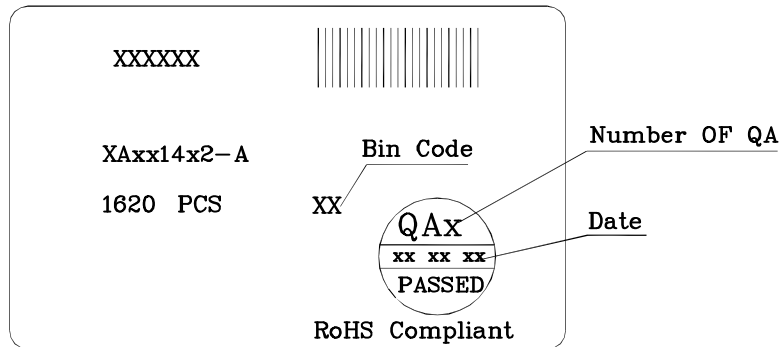 XXXXXX
XAxx14x2-A
Bin Code
Number OF QA
1620 PCS
XX
QAx
Date
xx xx xx
PASSED
RoHS Compliant